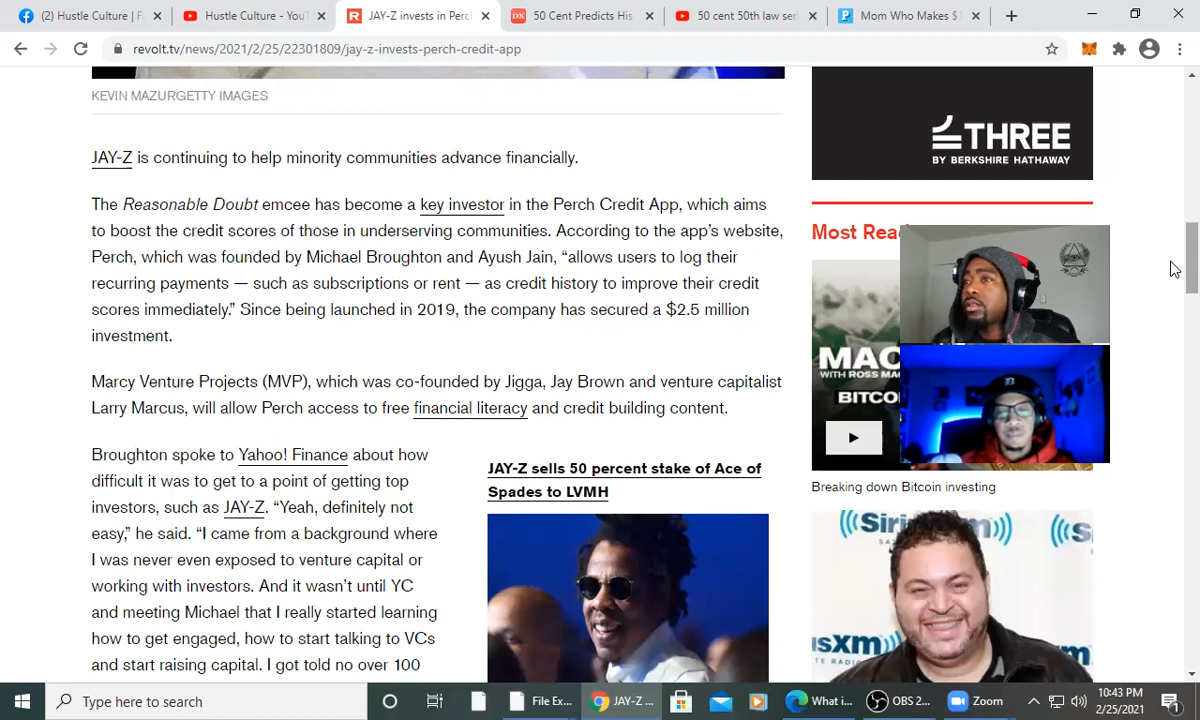 (2) Hustle Culture | Fa
Hustle Culture - YouT
JAY-Z invests in Perch
50 Cent Predicts His
50 cent 50th law seri
Mom Who Makes $1
revolt.tv/news/2021/2/25/22301809/jay-z-invests-perch-credit-app
KEVIN MAZURGETTY IMAGES
JAY-Z is continuing to help minority communities advance financially.
The Reasonable Doubt emcee has become a key investor in the Perch Credit App, which aims
to boost the credit scores of those in underserving communities. According to the app's website,
Perch, which was founded by Michael Broughton and Ayush Jain, “allows users to log their
recurring payments — such as subscriptions or rent — as credit history to improve their credit
scores immediately.” Since being launched in 2019, the company has secured a $2.5 million
investment.
Marcy Venture Projects (MVP), which was co-founded by Jigga, Jay Brown and venture capitalist
Larry Marcus, will allow Perch access to free financial literacy and credit building content.
Broughton spoke to Yahoo! Finance about how
difficult it was to get to a point of getting top
investors, such as JAY-Z. “Yeah, definitely not
easy,” he said. “I came from a background where
I was never even exposed to venture capital or
working with investors. And it wasn't until YC
and meeting Michael that I really started learning
how to get engaged, how to start talking to VCs
and start raising capital. I got told no over 100
JAY-Z sells 50 percent stake of Ace of
Spades to LVMH
THREE
BY BERKSHIRE HATHAWAY
Most Read
MAC
WITH ROSS MA
BITCO
Breaking down Bitcoin investing
Siri m))
((S
sxm))
TE RADIO
Type here to search
File Ex...
JAY-Z ...
What i...
OBS 2...
Zoom
10:43 PM
2/25/2021
1